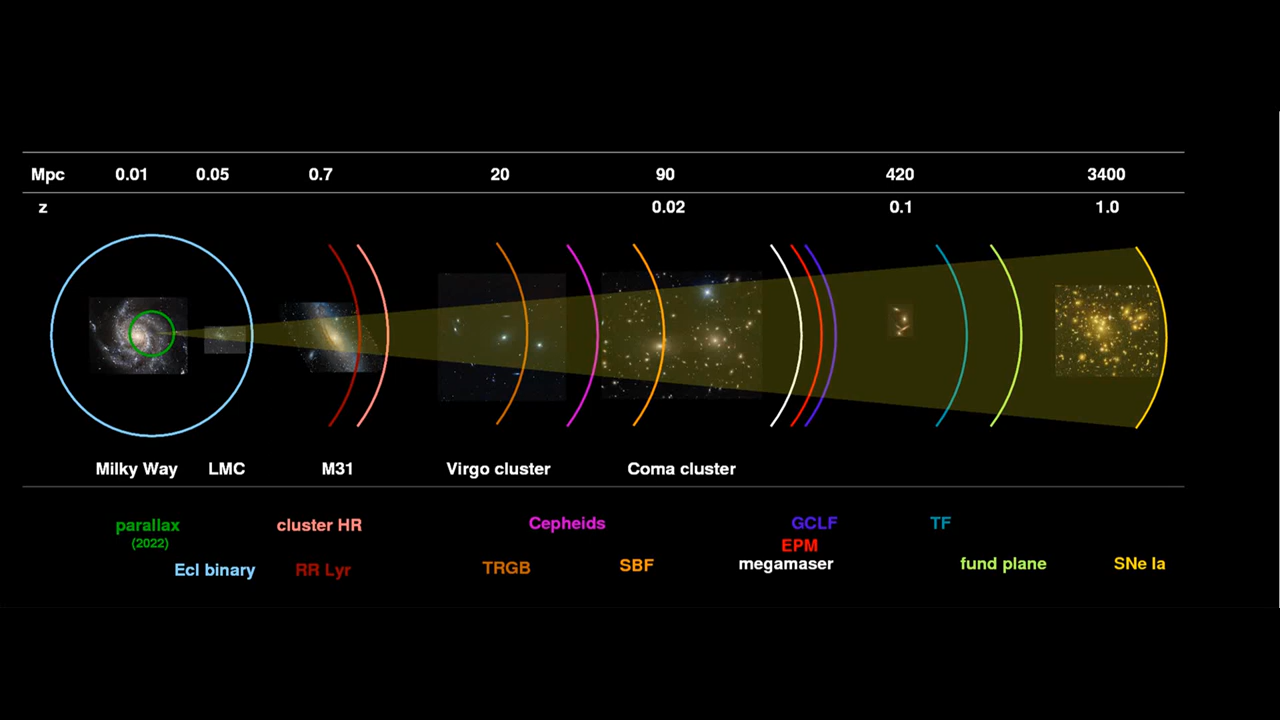 Mpc 0.01 0.05 0.7 20 90 420 3400
z 0.02 0.1 1.0
Milky Way LMC M31 Virgo cluster Coma cluster
parallax cluster HR Cepheids GCLF TF
(2022) EPM
Ecl binary RR Lyr TRGB SBF megamaser fund plane SNe Ia